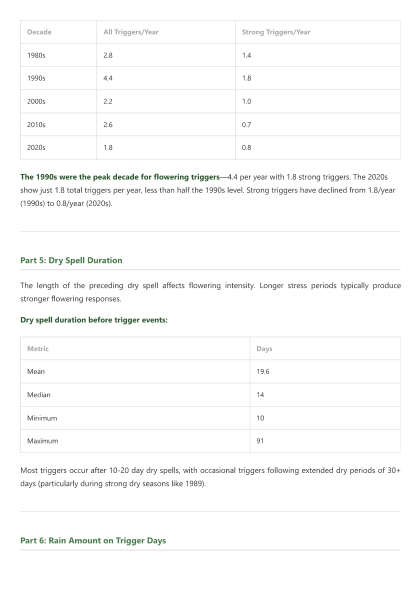 Decade All Triggers/Year Strong Triggers/Year
1980s 2.8 1.4
1990s 4.4 1.8
2000s 2.2 1.0
2010s 2.6 0.7
2020s 1.8 0.8
The 1990s were the peak decade for flowering triggers—4.4 per year with 1.8 strong triggers. The 2020s
show just 1.8 total triggers per year, less than half the 1990s level. Strong triggers have declined from 1.8/year
(1990s) to 0.8/year (2020s).
Part 5: Dry Spell Duration
The length of the preceding dry spell affects flowering intensity. Longer stress periods typically produce
stronger flowering responses.
Dry spell duration before trigger events:
Metric Days
Mean 19.6
Median 14
Minimum 10
Maximum 91
Most triggers occur after 10-20 day dry spells, with occasional triggers following extended dry periods of 30+
days (particularly during strong dry seasons like 1989).
Part 6: Rain Amount on Trigger Days